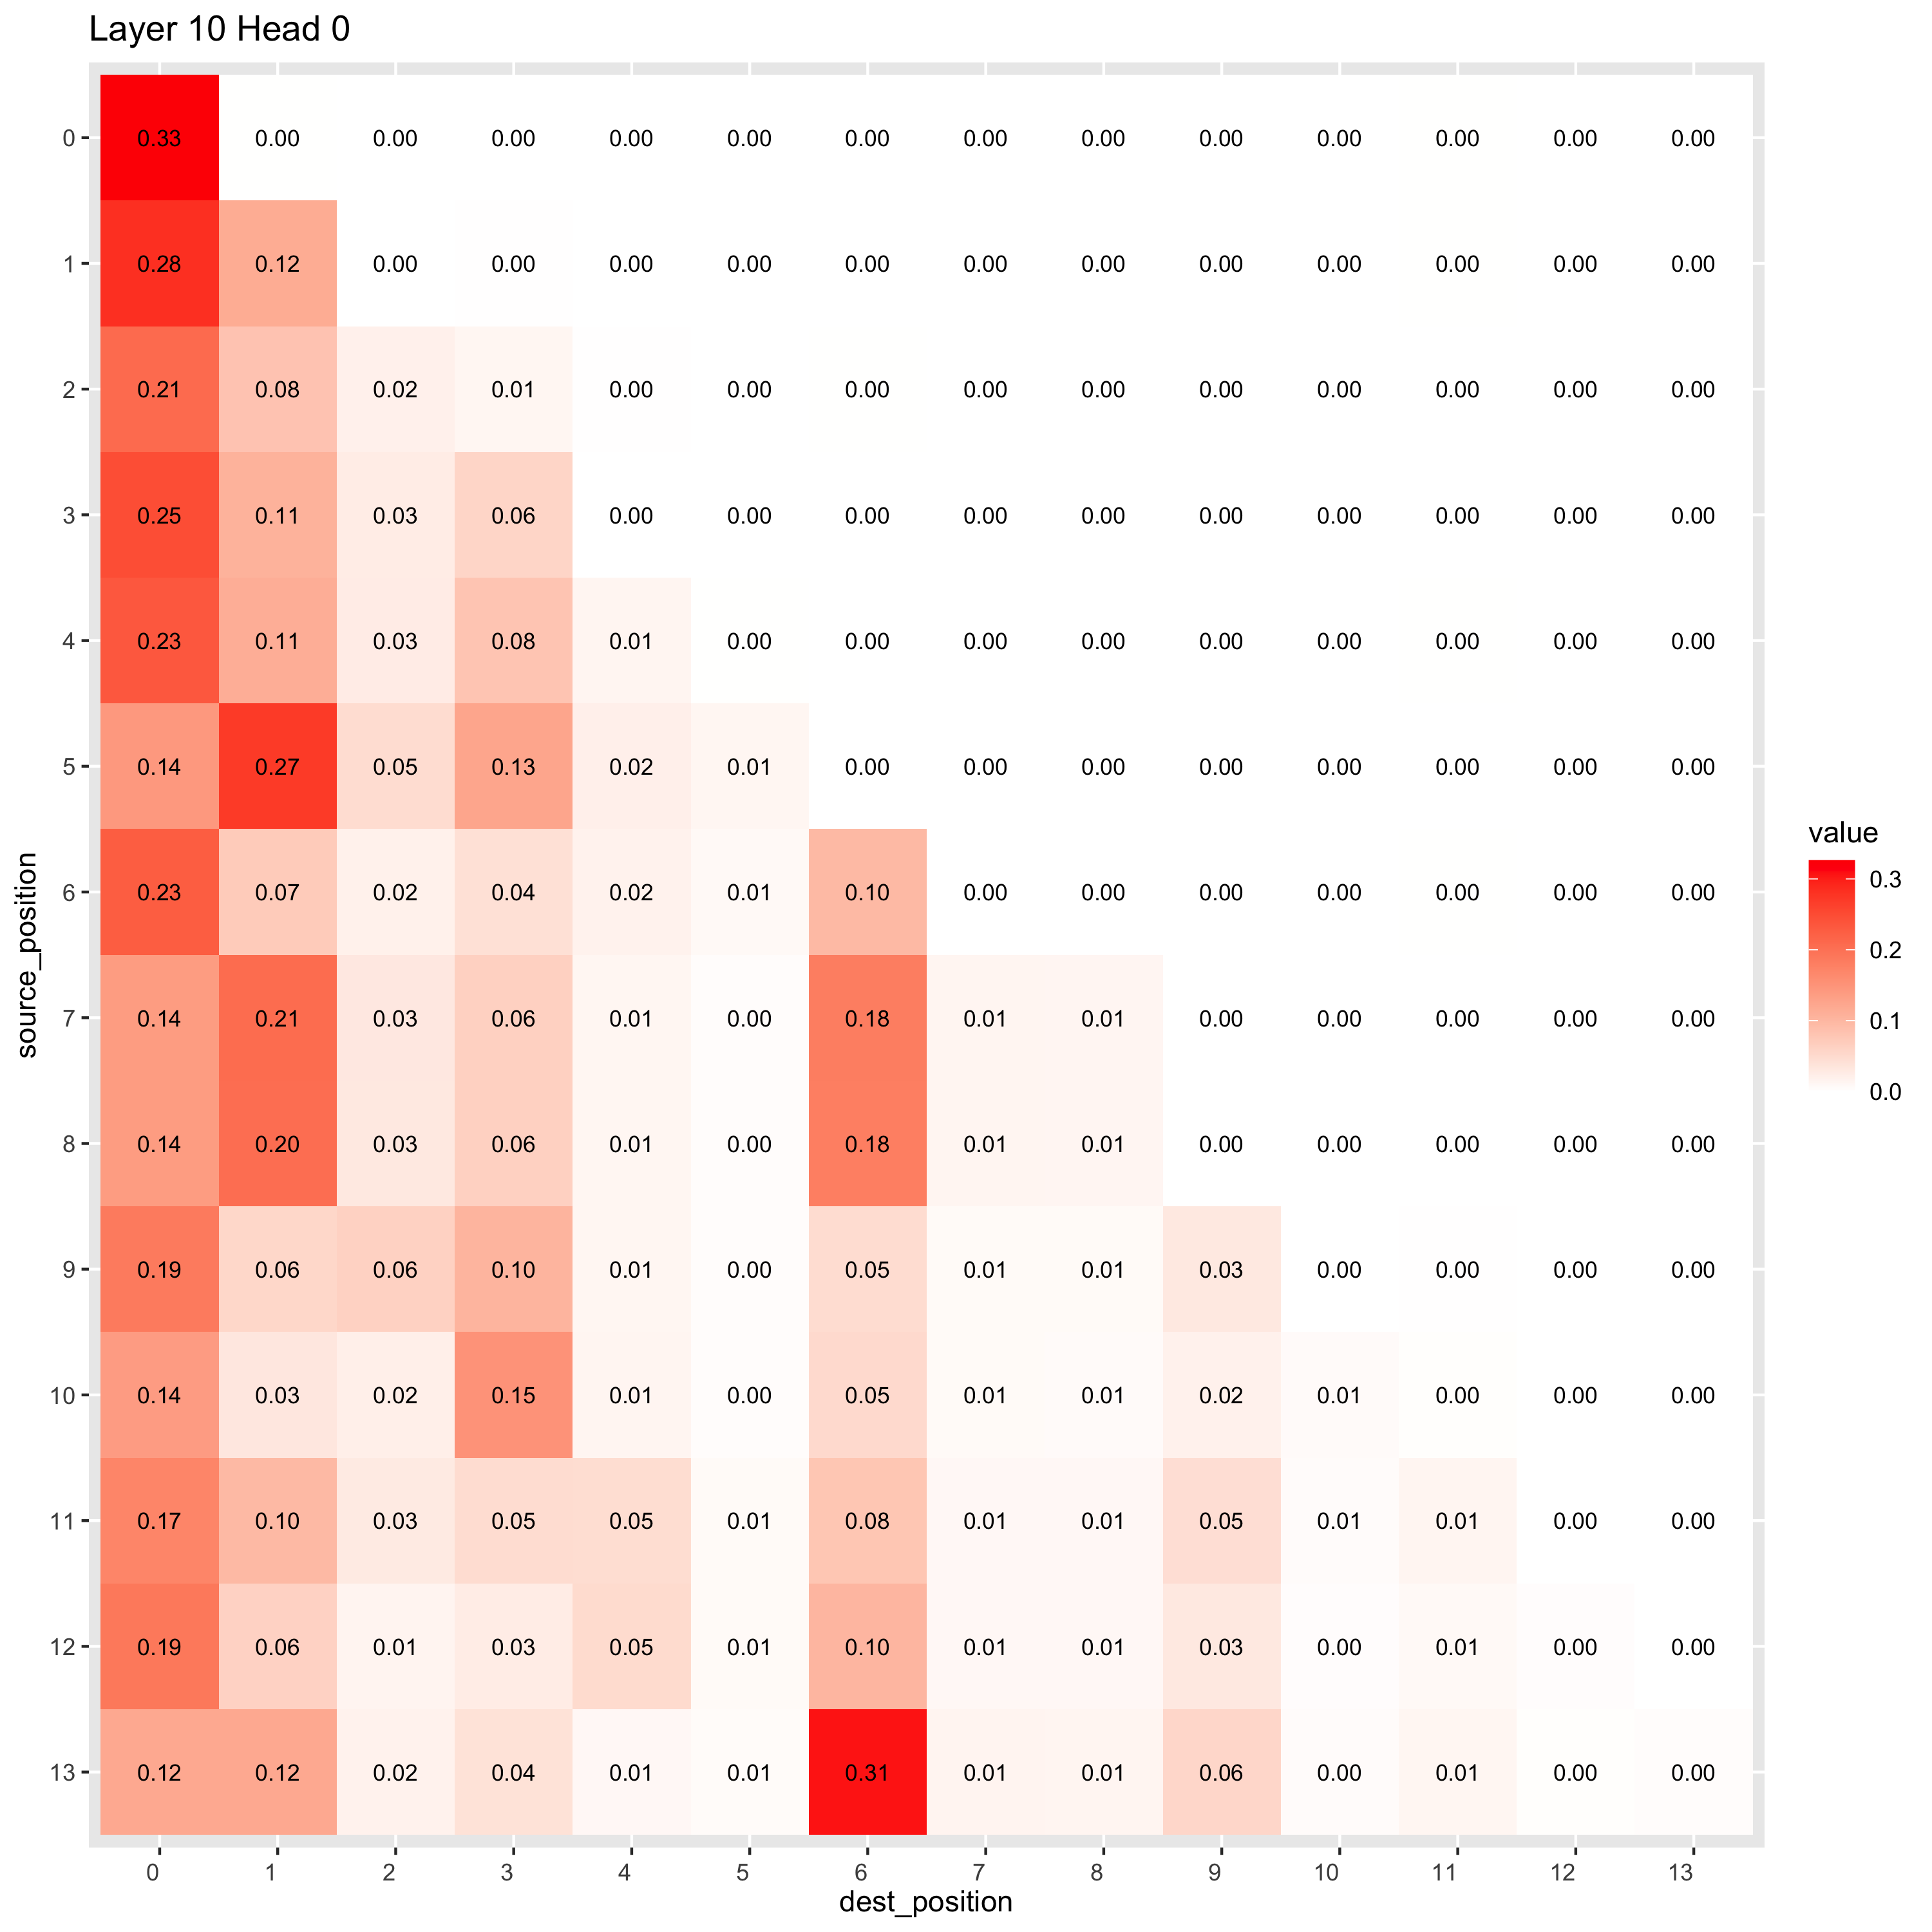 Layer 10 Head 0
0 0.33 0.00 0.00 0.00 0.00 0.00 0.00 0.00 0.00 0.00 0.00 0.00 0.00 0.00
1 0.28 0.12 0.00 0.00 0.00 0.00 0.00 0.00 0.00 0.00 0.00 0.00 0.00 0.00
2 0.21 0.08 0.02 0.01 0.00 0.00 0.00 0.00 0.00 0.00 0.00 0.00 0.00 0.00
3 0.25 0.11 0.03 0.06 0.00 0.00 0.00 0.00 0.00 0.00 0.00 0.00 0.00 0.00
4 0.23 0.11 0.03 0.08 0.01 0.00 0.00 0.00 0.00 0.00 0.00 0.00 0.00 0.00
5 0.14 0.27 0.05 0.13 0.02 0.01 0.00 0.00 0.00 0.00 0.00 0.00 0.00 0.00
6 0.23 0.07 0.02 0.04 0.02 0.01 0.10 0.00 0.00 0.00 0.00 0.00 0.00 0.00
7 0.14 0.21 0.03 0.06 0.01 0.00 0.18 0.01 0.01 0.00 0.00 0.00 0.00 0.00
8 0.14 0.20 0.03 0.06 0.01 0.00 0.18 0.01 0.01 0.00 0.00 0.00 0.00 0.00
9 0.19 0.06 0.06 0.10 0.01 0.00 0.05 0.01 0.01 0.03 0.00 0.00 0.00 0.00
10 0.14 0.03 0.02 0.15 0.01 0.00 0.05 0.01 0.01 0.02 0.01 0.00 0.00 0.00
11 0.17 0.10 0.03 0.05 0.05 0.01 0.08 0.01 0.01 0.05 0.01 0.01 0.00 0.00
12 0.19 0.06 0.01 0.03 0.05 0.01 0.10 0.01 0.01 0.03 0.00 0.01 0.00 0.00
13 0.12 0.12 0.02 0.04 0.01 0.01 0.31 0.01 0.01 0.06 0.00 0.01 0.00 0.00
0 1 2 3 4 5 6 7 8 9 10 11 12 13
dest_position
source_position
value
0.3
0.2
0.1
0.0